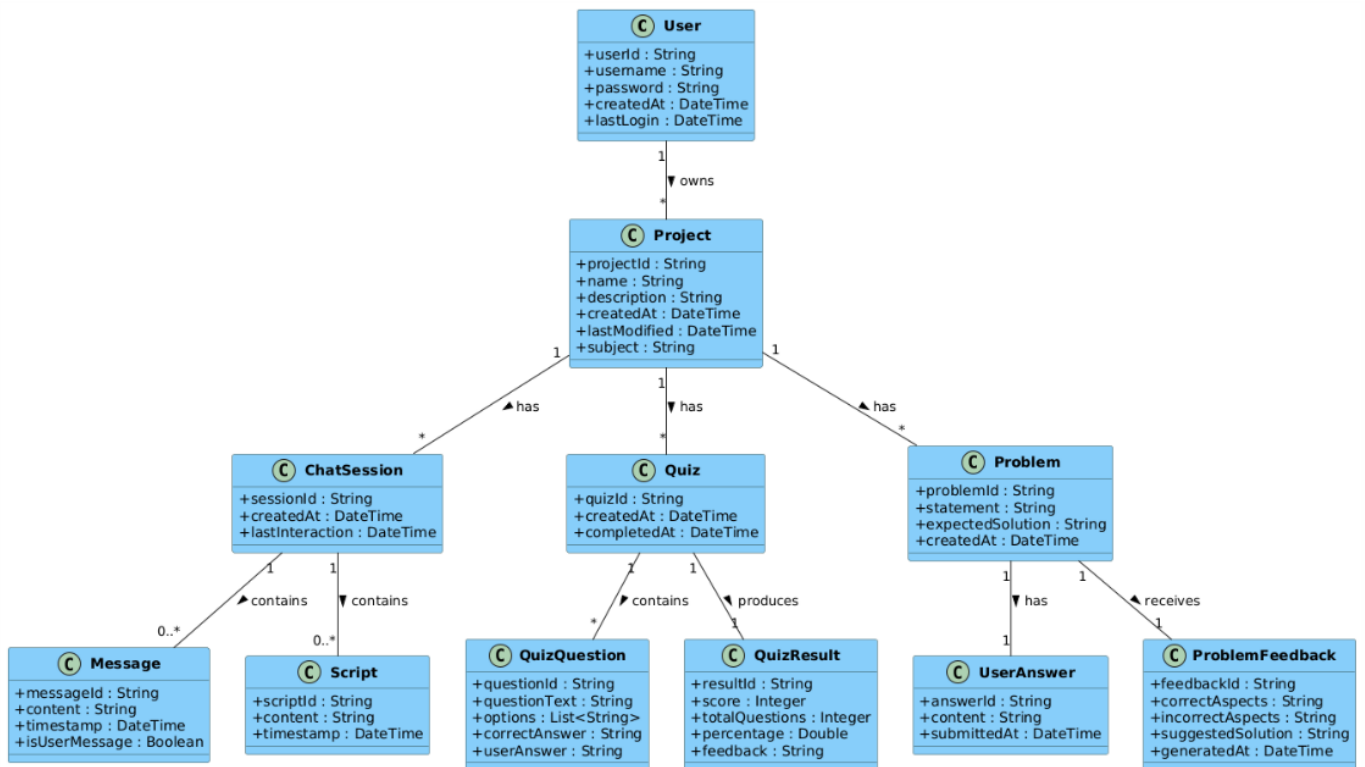 C User
+userId : String
+username : String
+password : String
+createdAt : DateTime
+lastLogin : DateTime
1
owns
*
C Project
+projectId : String
+name : String
+description : String
+createdAt : DateTime
+lastModified : DateTime
+subject : String
1
1
1
has
has
has
*
*
*
C ChatSession
+sessionId : String
+createdAt : DateTime
+lastInteraction : DateTime
C Quiz
+quizId : String
+createdAt : DateTime
+completedAt : DateTime
C Problem
+problemId : String
+statement : String
+expectedSolution : String
+createdAt : DateTime
1
1
1
1
1
1
contains
contains
contains
produces
has
receives
0..*
0..*
*
1
1
1
C Message
+messageId : String
+content : String
+timestamp : DateTime
+isUserMessage : Boolean
C Script
+scriptId : String
+content : String
+timestamp : DateTime
C QuizQuestion
+questionId : String
+questionText : String
+options : List<String>
+correctAnswer : String
+userAnswer : String
C QuizResult
+resultId : String
+score : Integer
+totalQuestions : Integer
+percentage : Double
+feedback : String
C UserAnswer
+answerId : String
+content : String
+submittedAt : DateTime
C ProblemFeedback
+feedbackId : String
+correctAspects : String
+incorrectAspects : String
+suggestedSolution : String
+generatedAt : DateTime